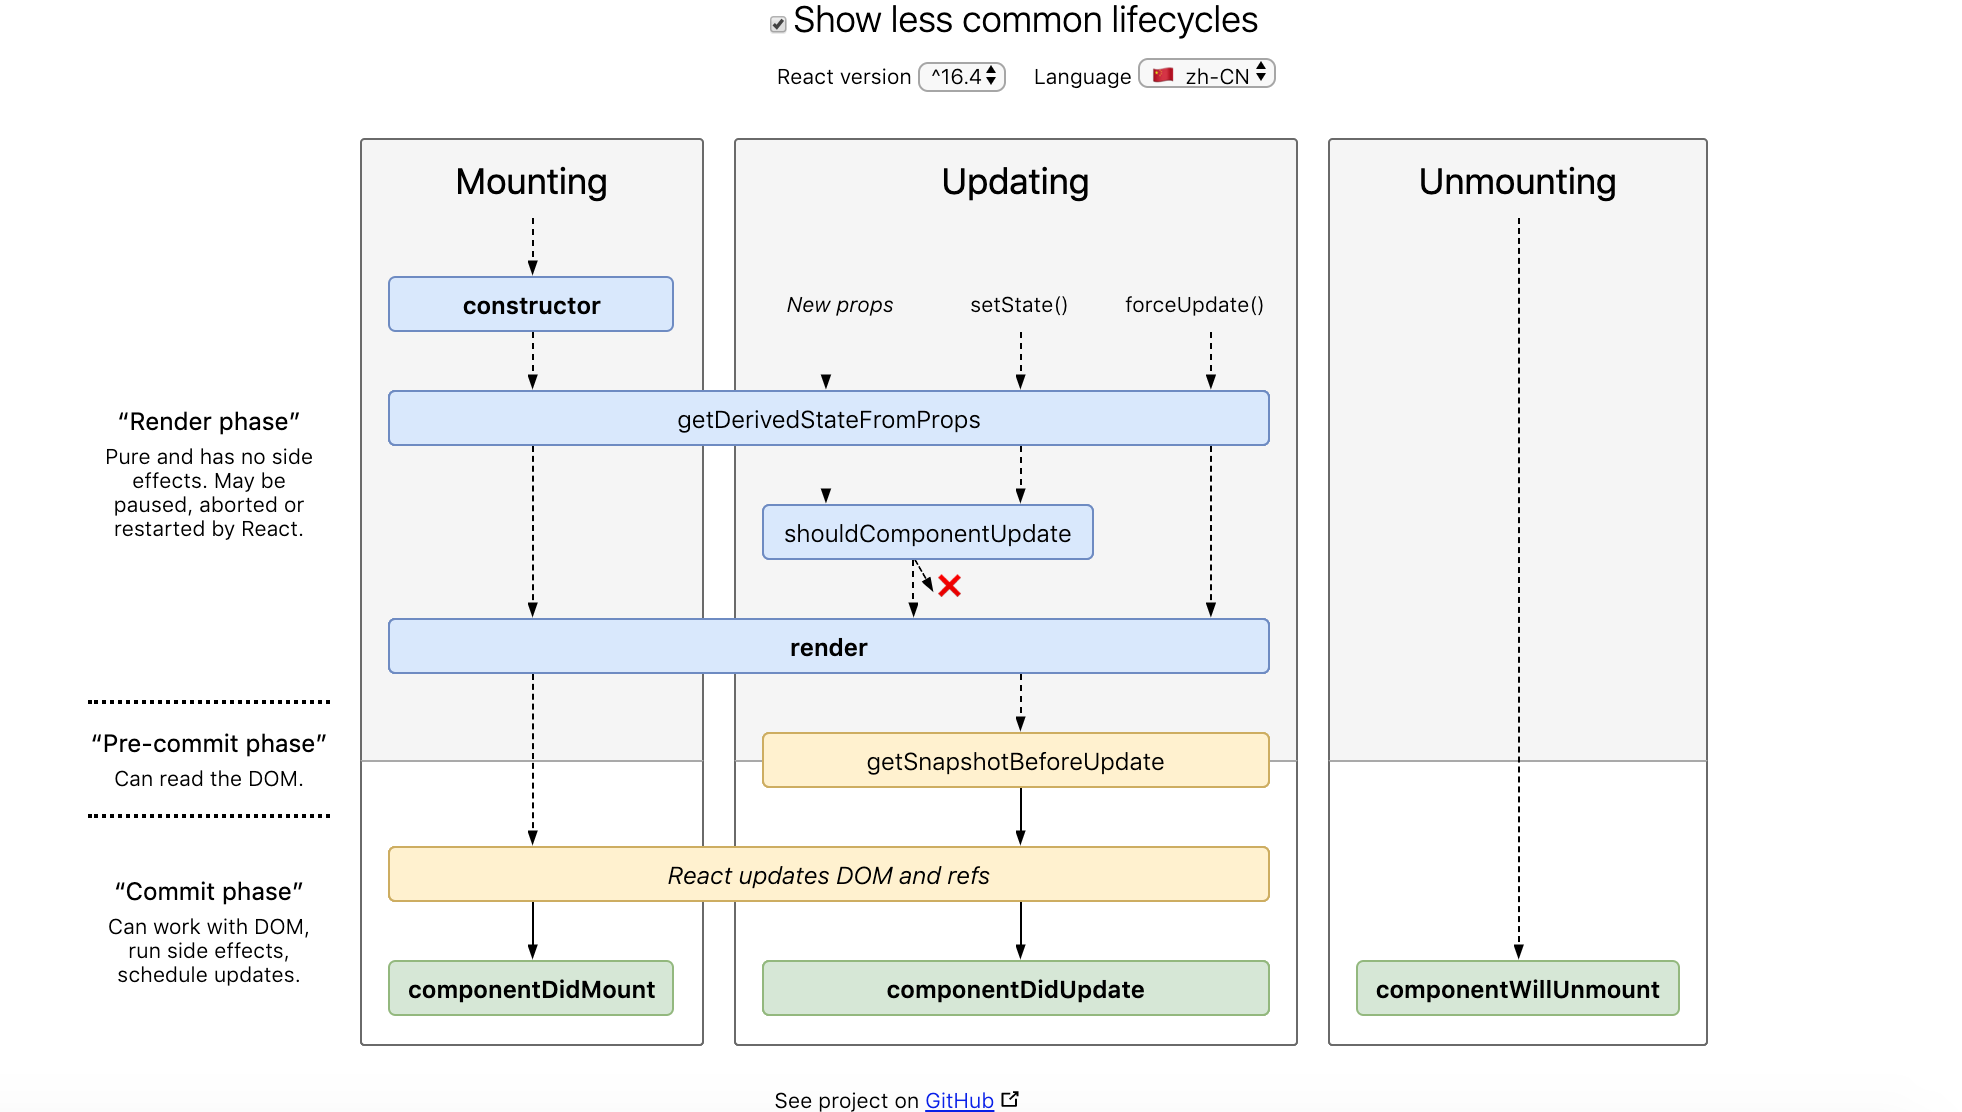 Show less common lifecycles
React version ^16.4 Language 🇨🇳 zh-CN
Mounting
Updating
Unmounting
constructor
New props
setState()
forceUpdate()
getDerivedStateFromProps
shouldComponentUpdate
render
getSnapshotBeforeUpdate
React updates DOM and refs
componentDidMount
componentDidUpdate
componentWillUnmount
“Render phase”
Pure and has no side
effects. May be
paused, aborted or
restarted by React.
“Pre-commit phase”
Can read the DOM.
“Commit phase”
Can work with DOM,
run side effects,
schedule updates.
See project on GitHub